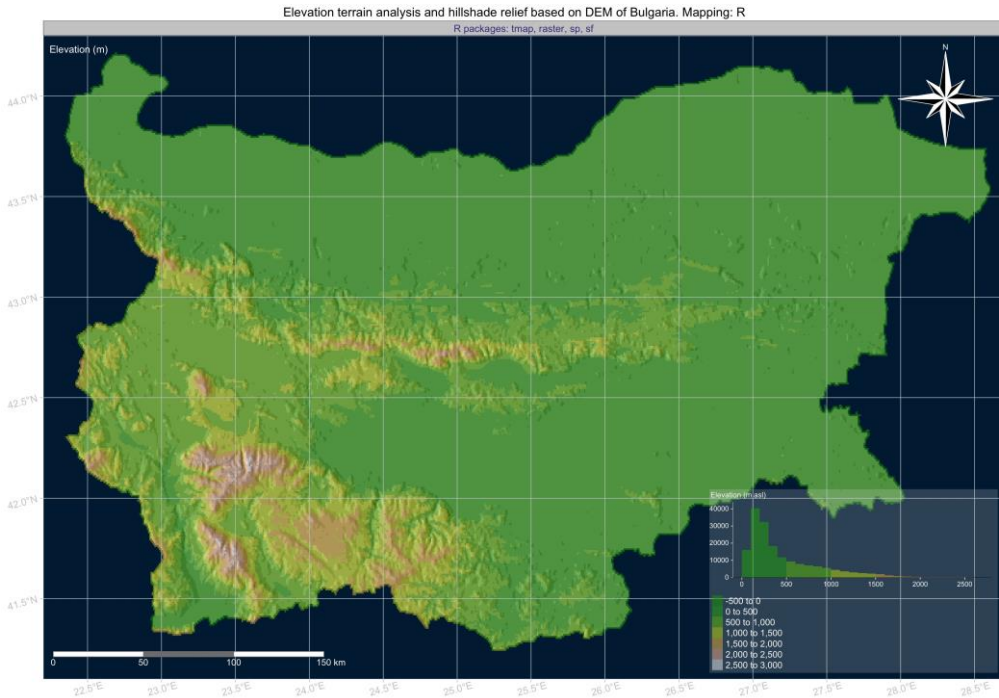 Elevation terrain analysis and hillshade relief based on DEM of Bulgaria. Mapping: R
R packages: tmap, raster, sp, sf
Elevation (m)
N
44.0°N
43.5°N
43.0°N
42.5°N
42.0°N
41.5°N
Elevation (m asl)
40000
30000
20000
10000
0
0 500 1000 1500 2000 2500
-500 to 0
0 to 500
500 to 1,000
1,000 to 1,500
1,500 to 2,000
2,000 to 2,500
2,500 to 3,000
0 50 100 150 km
22.5°E 23.0°E 23.5°E 24.0°E 24.5°E 25.0°E 25.5°E 26.0°E 26.5°E 27.0°E 27.5°E 28.0°E 28.5°E